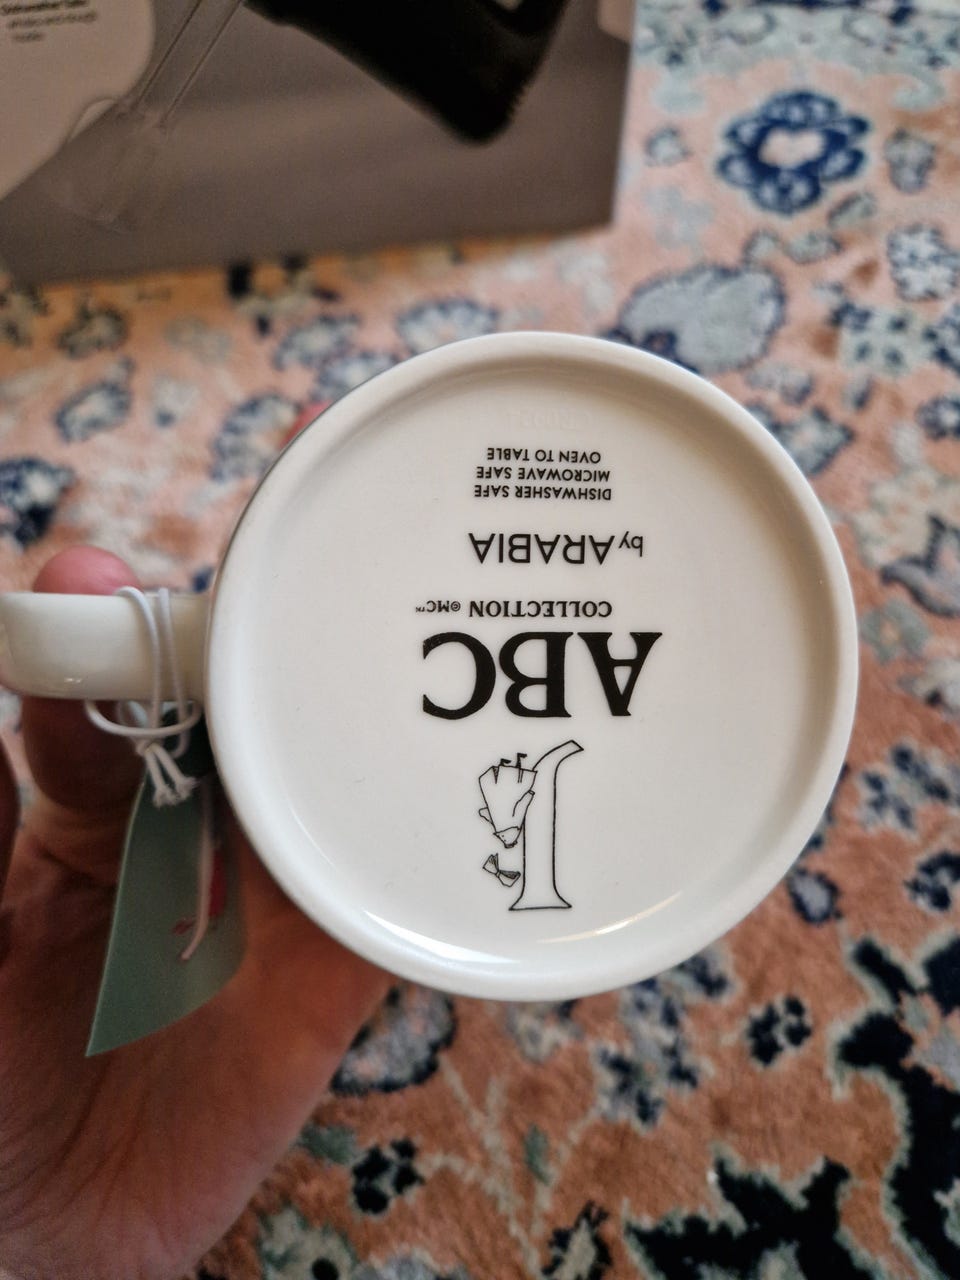 ABC
COLLECTION ©MC™
by ARABIA
DISHWASHER SAFE
MICROWAVE SAFE
OVEN TO TABLE